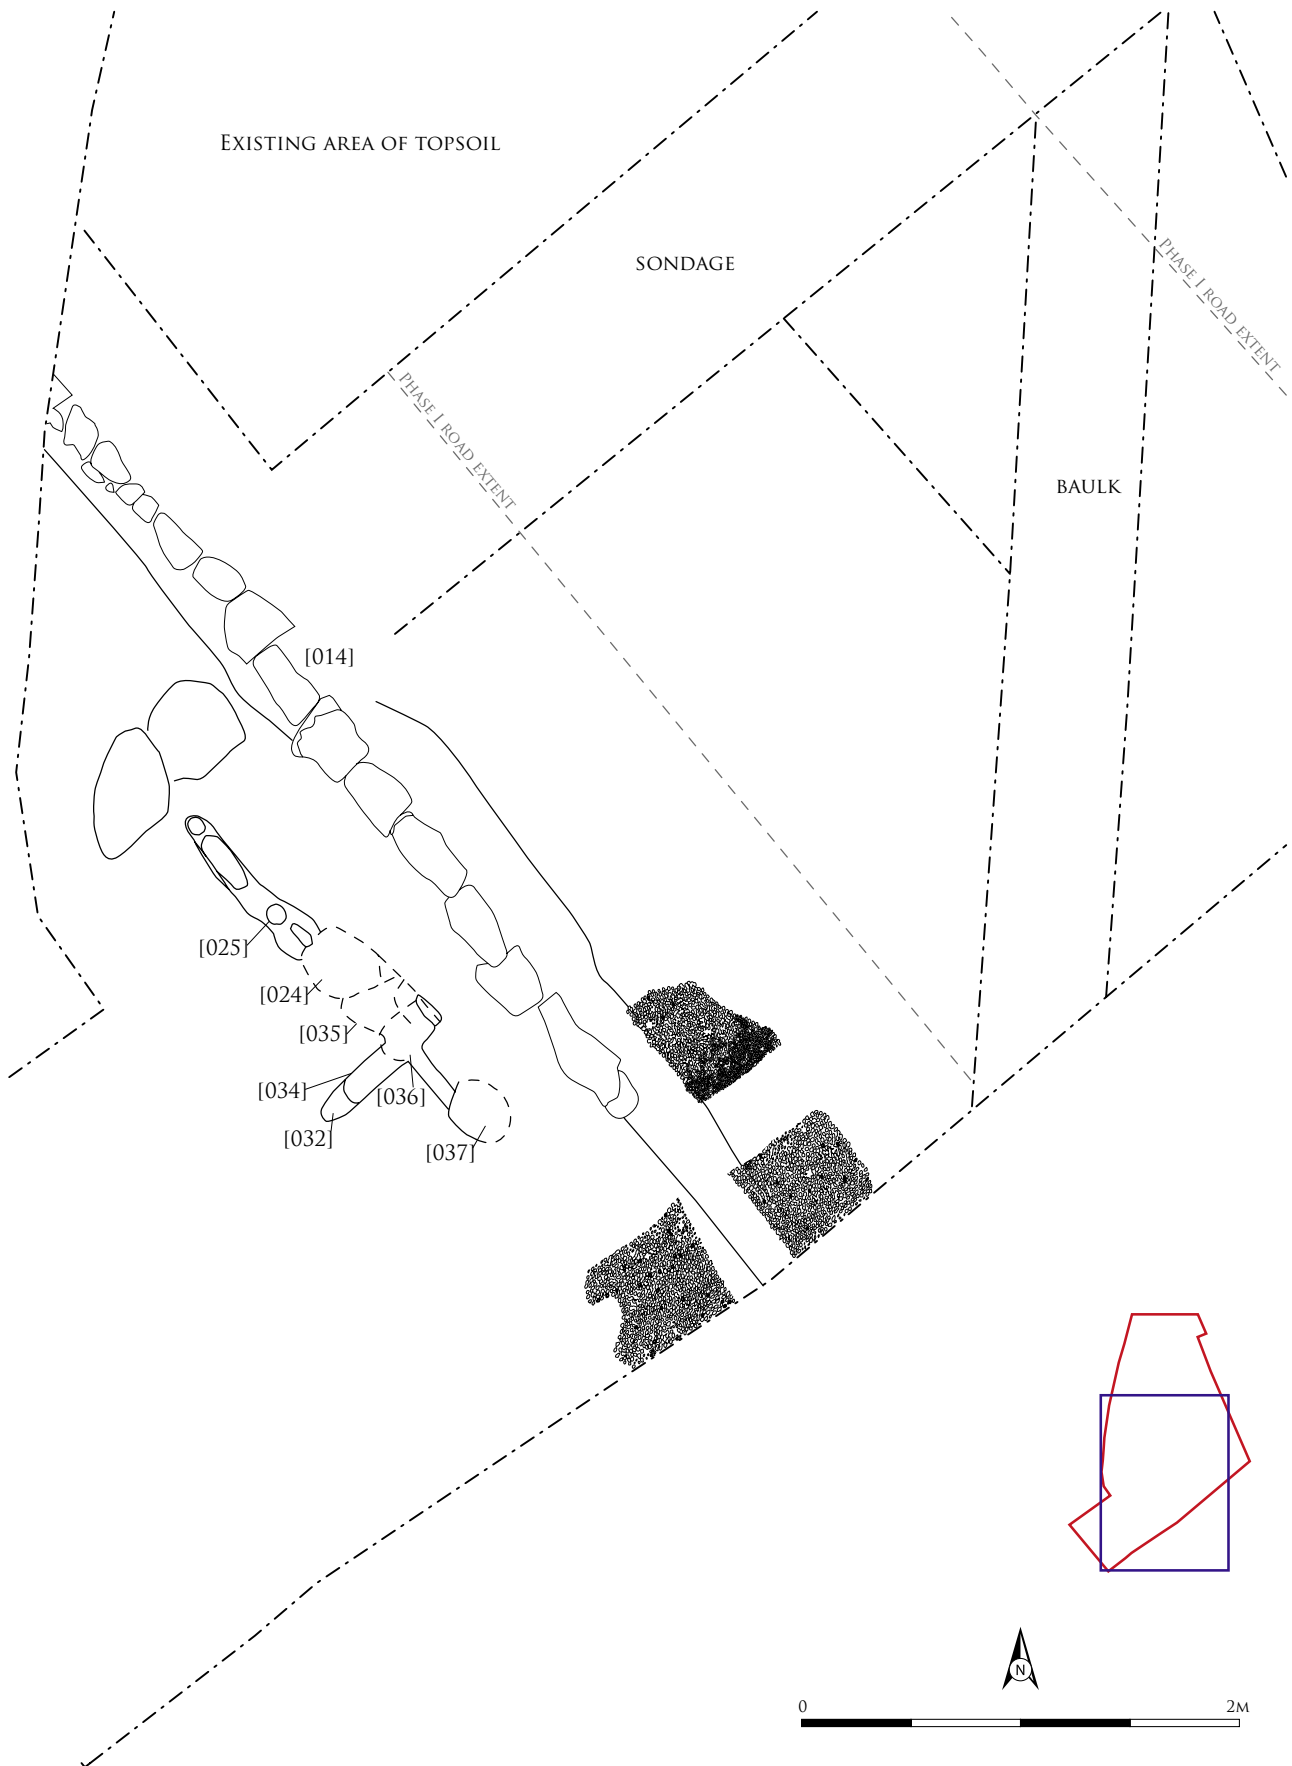 Existing area of topsoil
sondage
Phase I road extent
Phase I road extent
baulk
[014]
[025]
[024]
[035]
[034]
[036]
[032]
[037]
N
0 2m